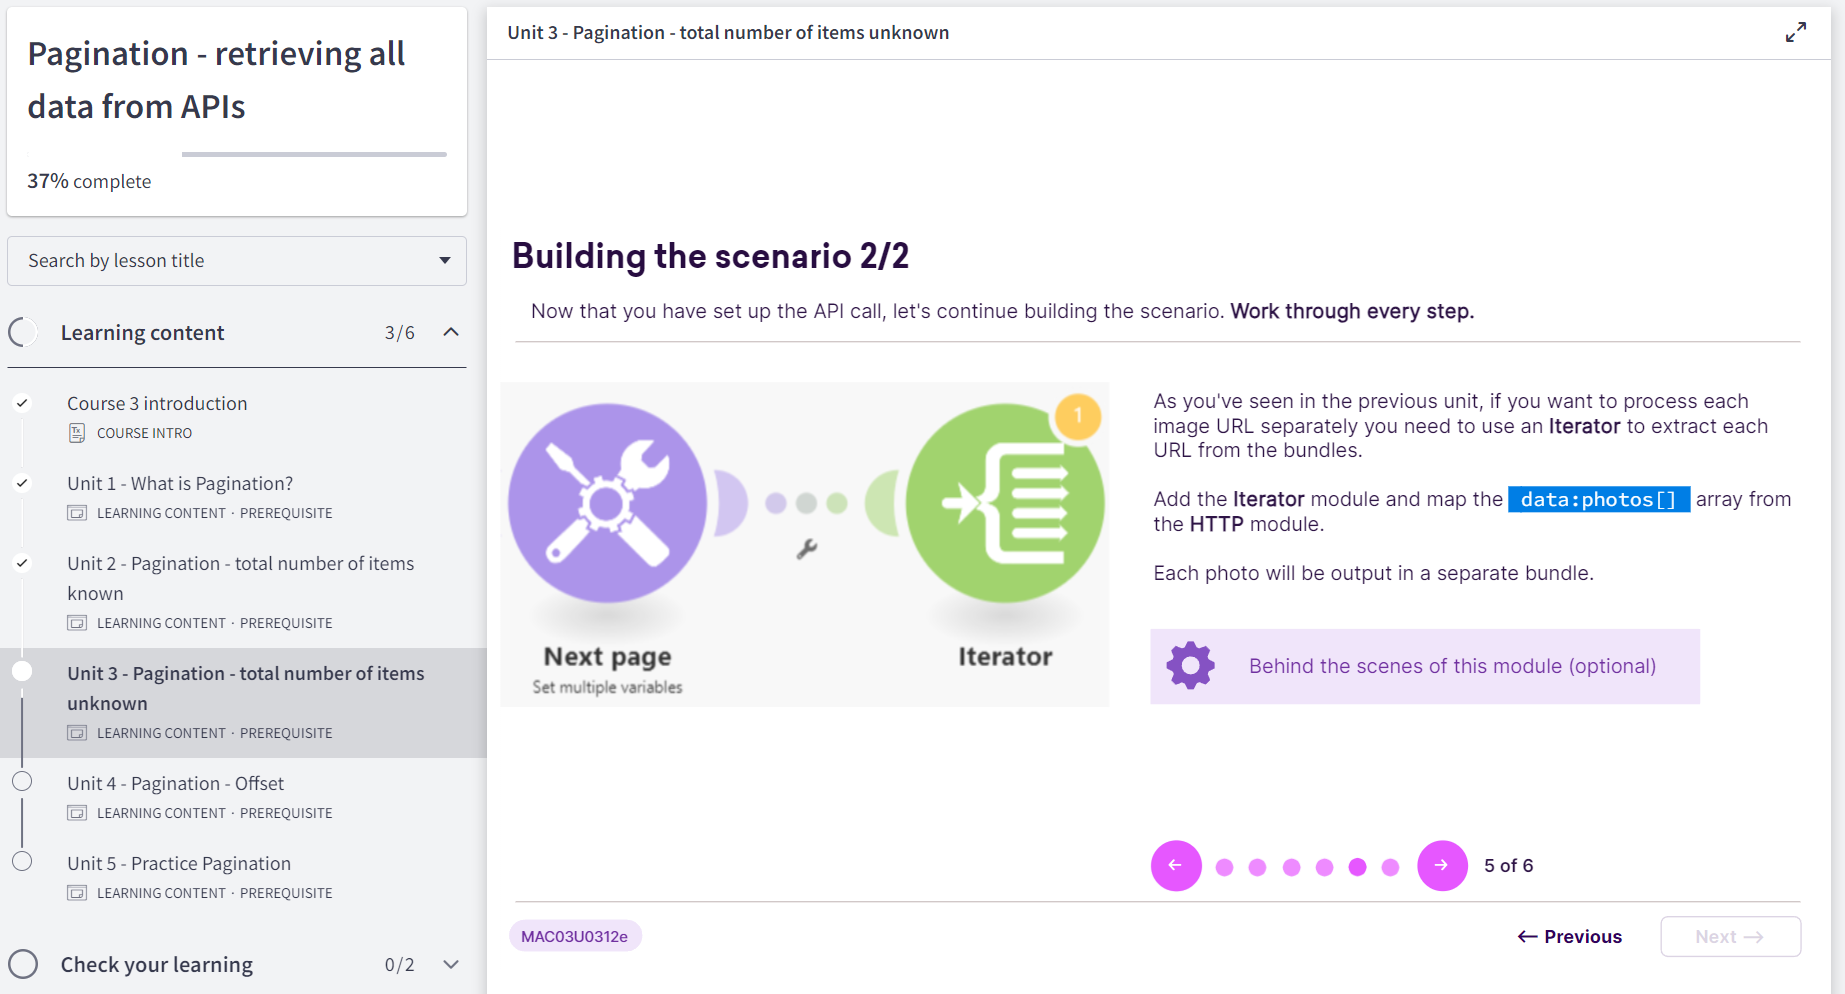 Pagination - retrieving all
data from APIs
37% complete
Search by lesson title
Learning content 3/6
Course 3 introduction
COURSE INTRO
Unit 1 - What is Pagination?
LEARNING CONTENT · PREREQUISITE
Unit 2 - Pagination - total number of items
known
LEARNING CONTENT · PREREQUISITE
Unit 3 - Pagination - total number of items
unknown
LEARNING CONTENT · PREREQUISITE
Unit 4 - Pagination - Offset
LEARNING CONTENT · PREREQUISITE
Unit 5 - Practice Pagination
LEARNING CONTENT · PREREQUISITE
Check your learning 0/2
Unit 3 - Pagination - total number of items unknown
Building the scenario 2/2
Now that you have set up the API call, let's continue building the scenario. Work through every step.
1
Next page
Set multiple variables
Iterator
As you've seen in the previous unit, if you want to process each
image URL separately you need to use an Iterator to extract each
URL from the bundles.
Add the Iterator module and map the data:photos[] array from
the HTTP module.
Each photo will be output in a separate bundle.
Behind the scenes of this module (optional)
← → 5 of 6
MAC03U0312e
← Previous
Next →